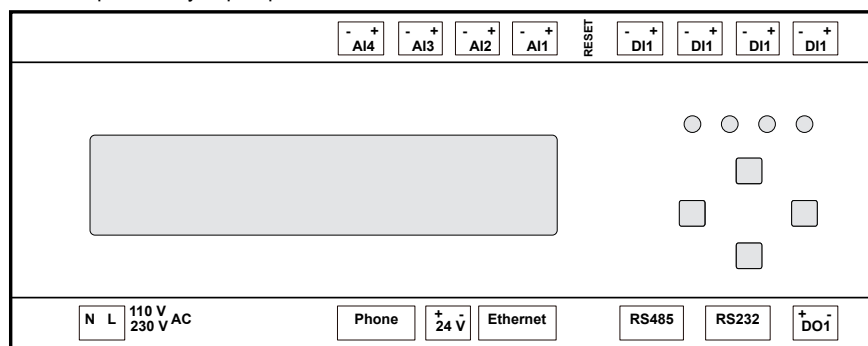 - +
AI4
- +
AI3
- +
AI2
- +
AI1
RESET
- +
DI1
- +
DI1
- +
DI1
- +
DI1
N L
110 V
230 V AC
Phone
+ -
24 V
Ethernet
RS485
RS232
+ -
DO1